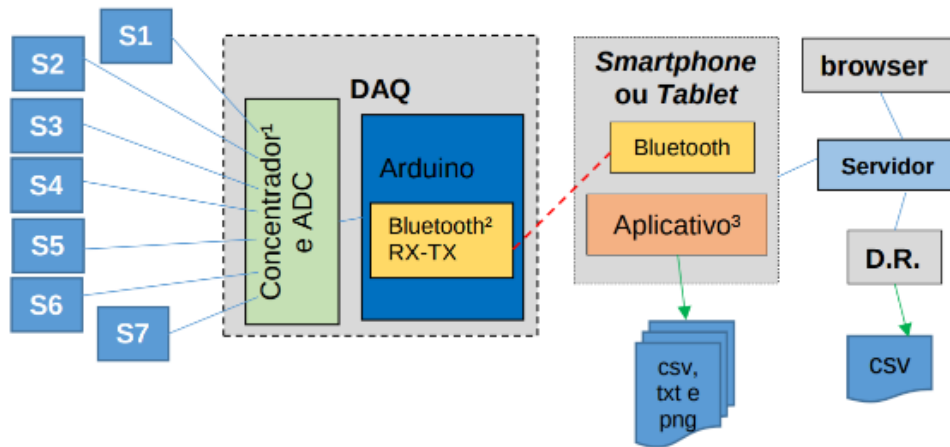 S1
S2
S3
S4
S5
S6
S7
DAQ
Concentrador¹
e ADC
Arduino
Bluetooth²
RX-TX
Smartphone
ou Tablet
Bluetooth
Aplicativo³
csv,
txt e
png
browser
Servidor
D.R.
csv